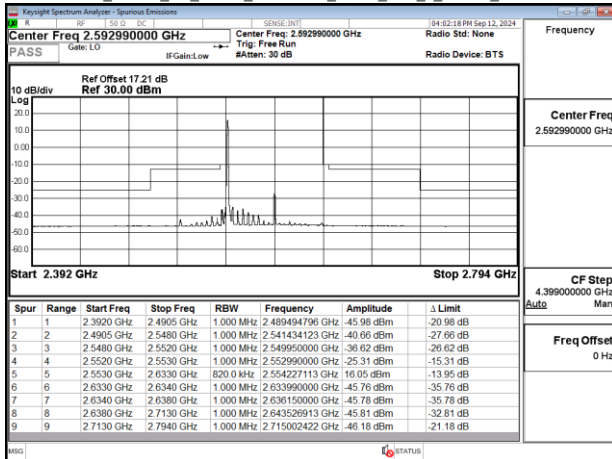 Keysight Spectrum Analyzer - Spurious Emissions
R RF 50 Ω DC SENSE:INT 04:02:18 PM Sep 12, 2024
Center Freq 2.592990000 GHz Center Freq: 2.592990000 GHz Radio Std: None Frequency
PASS Gate: LO IFGain:Low Trig: Free Run
#Atten: 30 dB Radio Device: BTS
Ref Offset 17.21 dB
10 dB/div Ref 30.00 dBm
Log
20.0
10.0
0.00
-10.0
-20.0
-30.0
-40.0
-50.0
-60.0
Start 2.392 GHz Stop 2.794 GHz
Center Freq
2.592990000 GHz
CF Step
4.399000000 GHz
Auto Man
Freq Offset
0 Hz
Spur Range Start Freq Stop Freq RBW Frequency Amplitude Δ Limit
1 1 2.3920 GHz 2.4905 GHz 1.000 MHz 2.489494796 GHz -45.98 dBm -20.98 dB
2 2 2.4905 GHz 2.5480 GHz 1.000 MHz 2.541434123 GHz -40.66 dBm -27.66 dB
3 3 2.5480 GHz 2.5520 GHz 1.000 MHz 2.549950000 GHz -36.62 dBm -26.62 dB
4 4 2.5520 GHz 2.5530 GHz 1.000 MHz 2.552990000 GHz -25.31 dBm -15.31 dB
5 5 2.5530 GHz 2.6330 GHz 820.0 kHz 2.554227113 GHz 16.05 dBm -13.95 dB
6 6 2.6330 GHz 2.6340 GHz 1.000 MHz 2.633990000 GHz -45.76 dBm -35.76 dB
7 7 2.6340 GHz 2.6380 GHz 1.000 MHz 2.636150000 GHz -45.78 dBm -35.78 dB
8 8 2.6380 GHz 2.7130 GHz 1.000 MHz 2.643526913 GHz -45.81 dBm -32.81 dB
9 9 2.7130 GHz 2.7940 GHz 1.000 MHz 2.715002422 GHz -46.18 dBm -21.18 dB
MSG STATUS